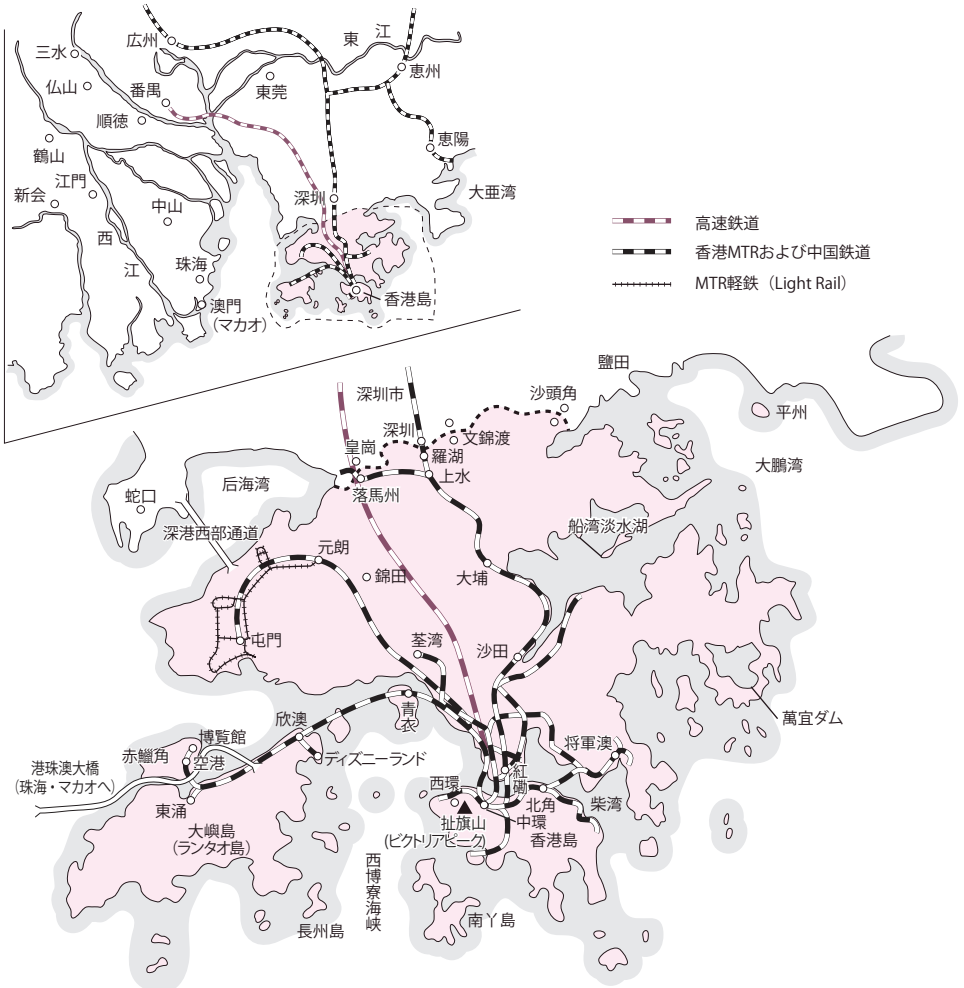 広州
東江
三水
恵州
仏山
番禺
東莞
順徳
恵陽
鶴山
江門
新会
深圳
大亜湾
中山
西江
珠海
澳門
(マカオ)
香港島
高速鉄道
香港MTRおよび中国鉄道
MTR軽鉄（Light Rail）
鹽田
深圳市
沙頭角
平州
深圳
文錦渡
皇崗
羅湖
大鵬湾
上水
后海湾
落馬州
蛇口
深港西部通道
船湾淡水湖
元朗
錦田
大埔
屯門
荃湾
沙田
青衣
萬宜ダム
欣澳
博覧館
将軍澳
赤鱲角
空港
ディズニーランド
港珠澳大橋
(珠海・マカオへ)
紅磡
西環
東涌
北角
柴湾
中環
扯旗山
(ビクトリアピーク)
香港島
大嶼島
(ランタオ島)
西博寮海峡
長州島
南丫島